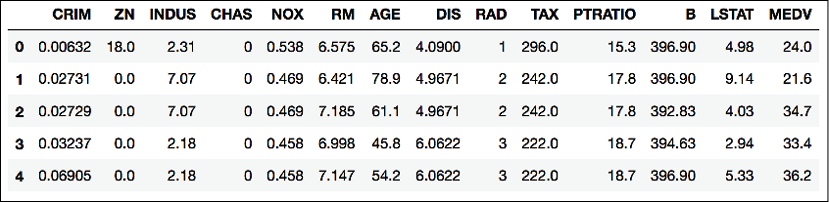 CRIM ZN INDUS CHAS NOX RM AGE DIS RAD TAX PTRATIO B LSTAT MEDV
0 0.00632 18.0 2.31 0 0.538 6.575 65.2 4.0900 1 296.0 15.3 396.90 4.98 24.0
1 0.02731 0.0 7.07 0 0.469 6.421 78.9 4.9671 2 242.0 17.8 396.90 9.14 21.6
2 0.02729 0.0 7.07 0 0.469 7.185 61.1 4.9671 2 242.0 17.8 392.83 4.03 34.7
3 0.03237 0.0 2.18 0 0.458 6.998 45.8 6.0622 3 222.0 18.7 394.63 2.94 33.4
4 0.06905 0.0 2.18 0 0.458 7.147 54.2 6.0622 3 222.0 18.7 396.90 5.33 36.2